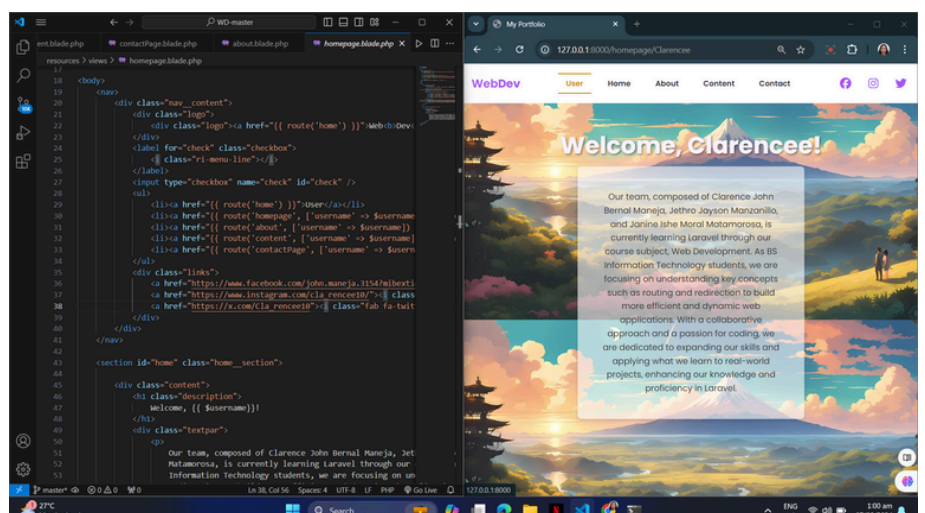 WD-master
ent.blade.php contactPage.blade.php about.blade.php homepage.blade.php
resources > views > homepage.blade.php
17
18 <body>
19 <nav>
20 <div class="nav__content">
21 <div class="logo">
22 <div class="logo"><a href="{{ route('home') }}">Web<b>Dev<
23 </div>
24 <label for="check" class="checkbox">
25 <i class="ri-menu-line"></i>
26 </label>
27 <input type="checkbox" name="check" id="check" />
28 <ul>
29 <li><a href="{{ route('home') }}">User</a></li>
30 <li><a href="{{ route('homepage', ['username' => $username
31 <li><a href="{{ route('about', ['username' => $username])
32 <li><a href="{{ route('content', ['username' => $username]
33 <li><a href="{{ route('contactPage', ['username' => $usern
34 </ul>
35 <div class="links">
36 <a href="https://www.facebook.com/john.maneja.3154?mibexti
37 <a href="https://www.instagram.com/cla_rencee10/"><i class
38 <a href="https://x.com/Cla_rencee10"><i class="fab fa-twit
39 </div>
40 </div>
41 </nav>
42
43 <section id="home" class="home__section">
44
45 <div class="content">
46 <h1 class="description">
47 Welcome, {{ $username}}!
48 </h1>
49 <div class="textpar">
50 <p>
51 Our team, composed of Clarence John Bernal Maneja, Jet
52 Matamorosa, is currently learning Laravel through our
53 Information Technology students, we are focusing on un
master* 0 0 0 Ln 38, Col 56 Spaces: 4 UTF-8 LF PHP Go Live
My Portfolio
127.0.0.1:8000/homepage/Clarencee
WebDev User Home About Content Contact
Welcome, Clarencee!
Our team, composed of Clarence John
Bernal Maneja, Jethro Jayson Manzanillo,
and Janine Ishe Moral Matamorosa, is
currently learning Laravel through our
course subject, Web Development. As BS
Information Technology students, we are
focusing on understanding key concepts
such as routing and redirection to build
more efficient and dynamic web
applications. With a collaborative
approach and a passion for coding, we
are dedicated to expanding our skills and
applying what we learn to real-world
projects, enhancing our knowledge and
proficiency in Laravel.
127.0.0.1:8000
27°C Search ENG 1:00 am